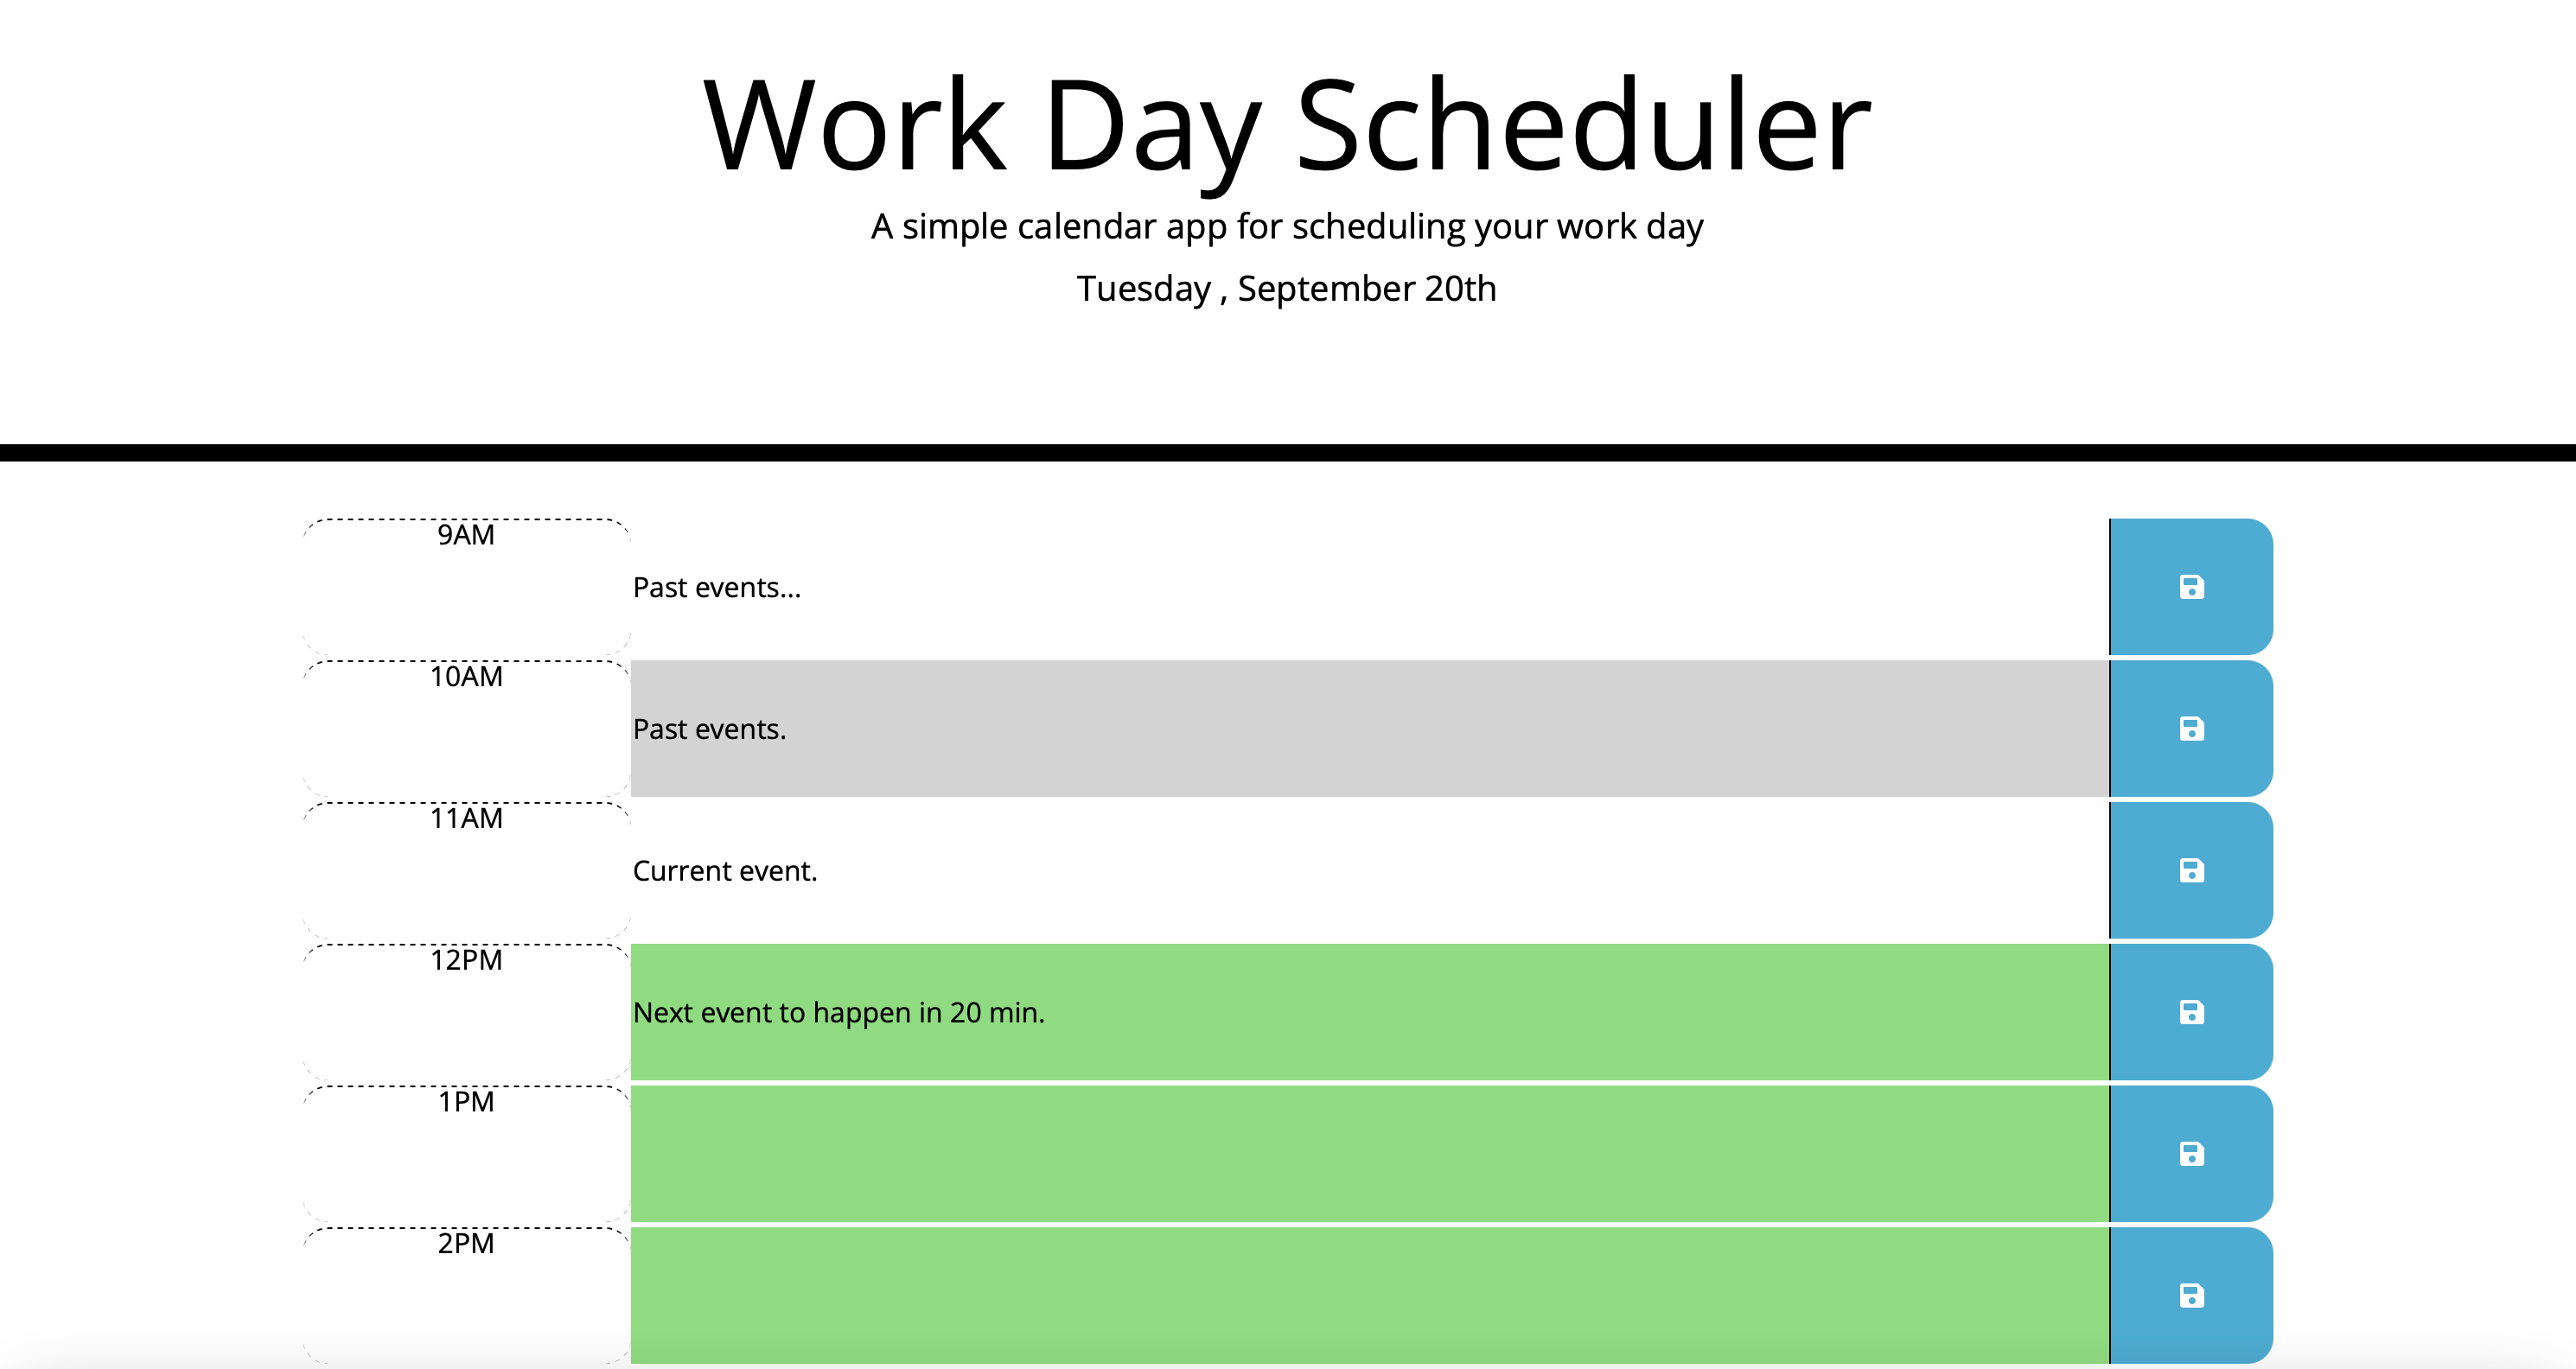 Work Day Scheduler
A simple calendar app for scheduling your work day
Tuesday , September 20th
9AM
Past events...
10AM
Past events.
11AM
Current event.
12PM
Next event to happen in 20 min.
1PM
2PM